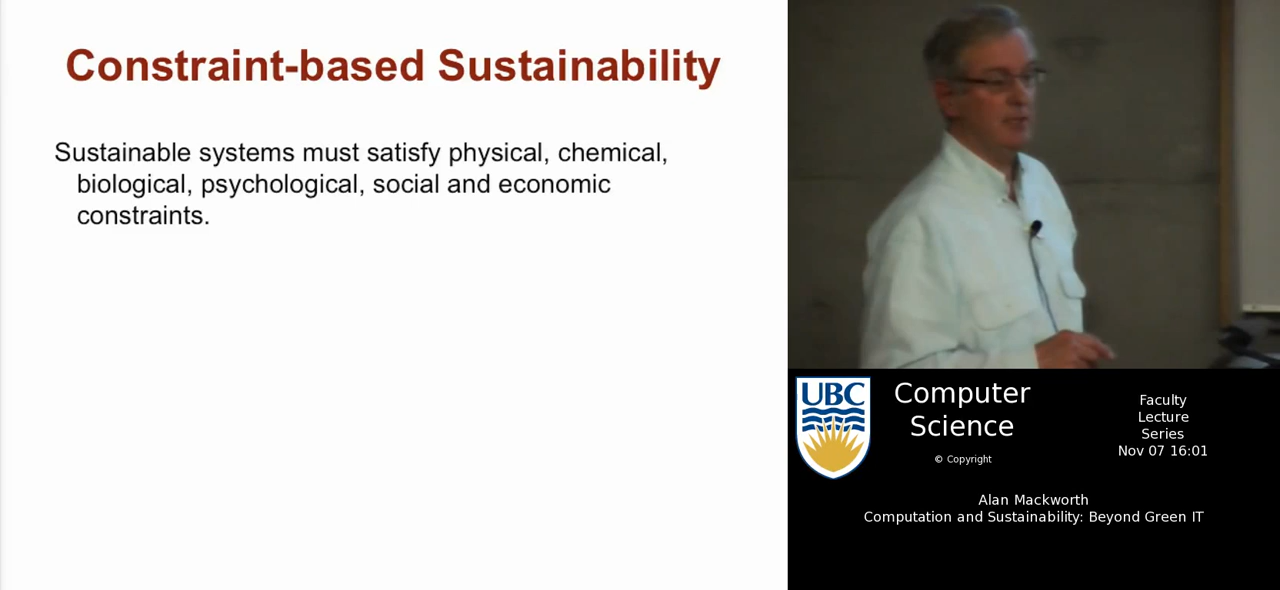 Constraint-based Sustainability
Sustainable systems must satisfy physical, chemical,
biological, psychological, social and economic
constraints.
UBC
Computer
Science
© Copyright
Faculty
Lecture
Series
Nov 07 16:01
Alan Mackworth
Computation and Sustainability: Beyond Green IT